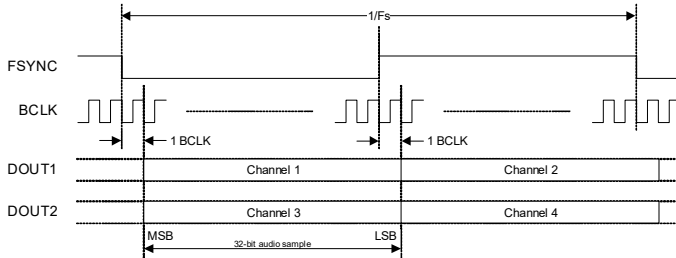 1/Fs
FSYNC
BCLK
1 BCLK 1 BCLK
DOUT1 Channel 1 Channel 2
DOUT2 Channel 3 Channel 4
MSB LSB
32-bit audio sample